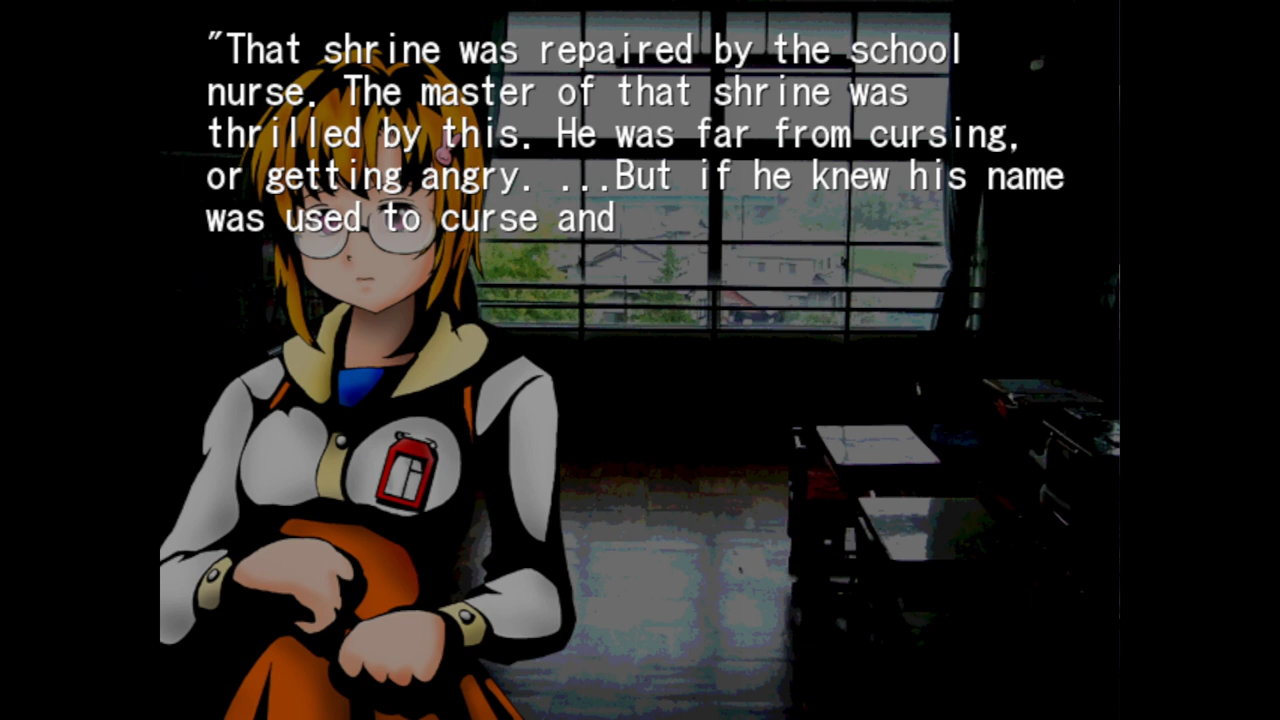 "That shrine was repaired by the school
nurse. The master of that shrine was
thrilled by this. He was far from cursing,
or getting angry. ...But if he knew his name
was used to curse and